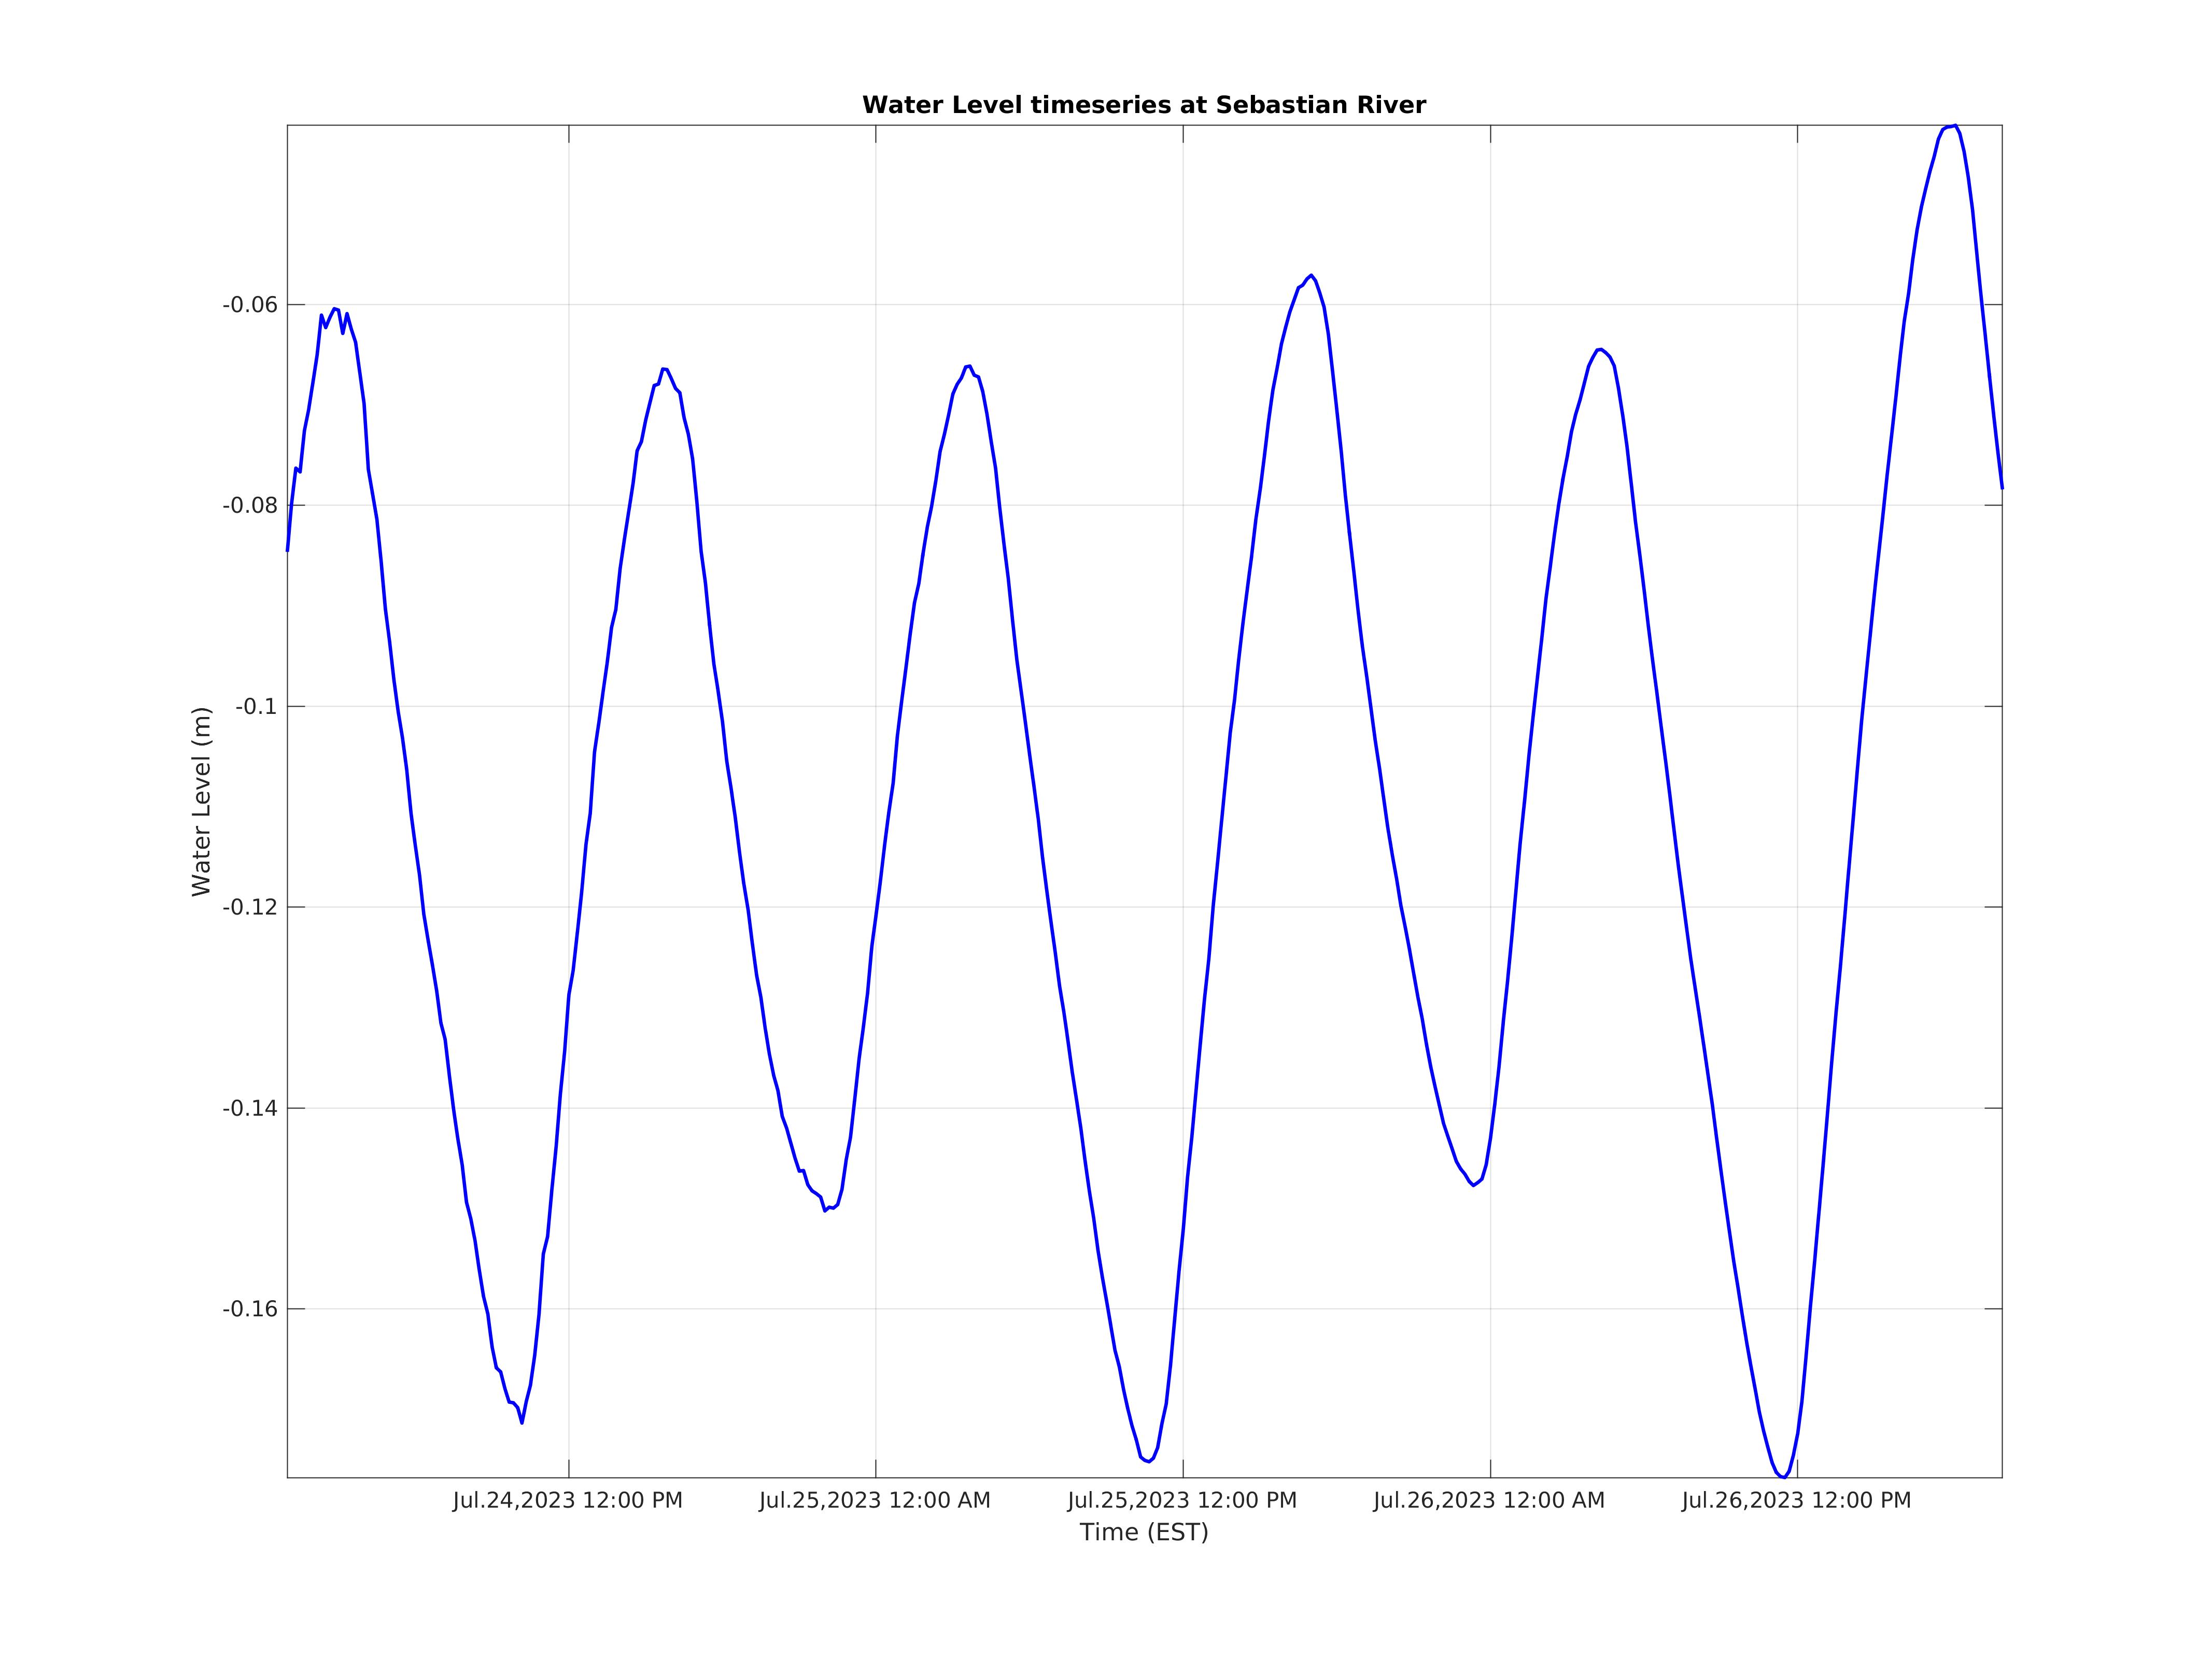 Water Level timeseries at Sebastian River
Water Level (m)
-0.06
-0.08
-0.1
-0.12
-0.14
-0.16
Jul.24,2023 12:00 PM
Jul.25,2023 12:00 AM
Jul.25,2023 12:00 PM
Jul.26,2023 12:00 AM
Jul.26,2023 12:00 PM
Time (EST)